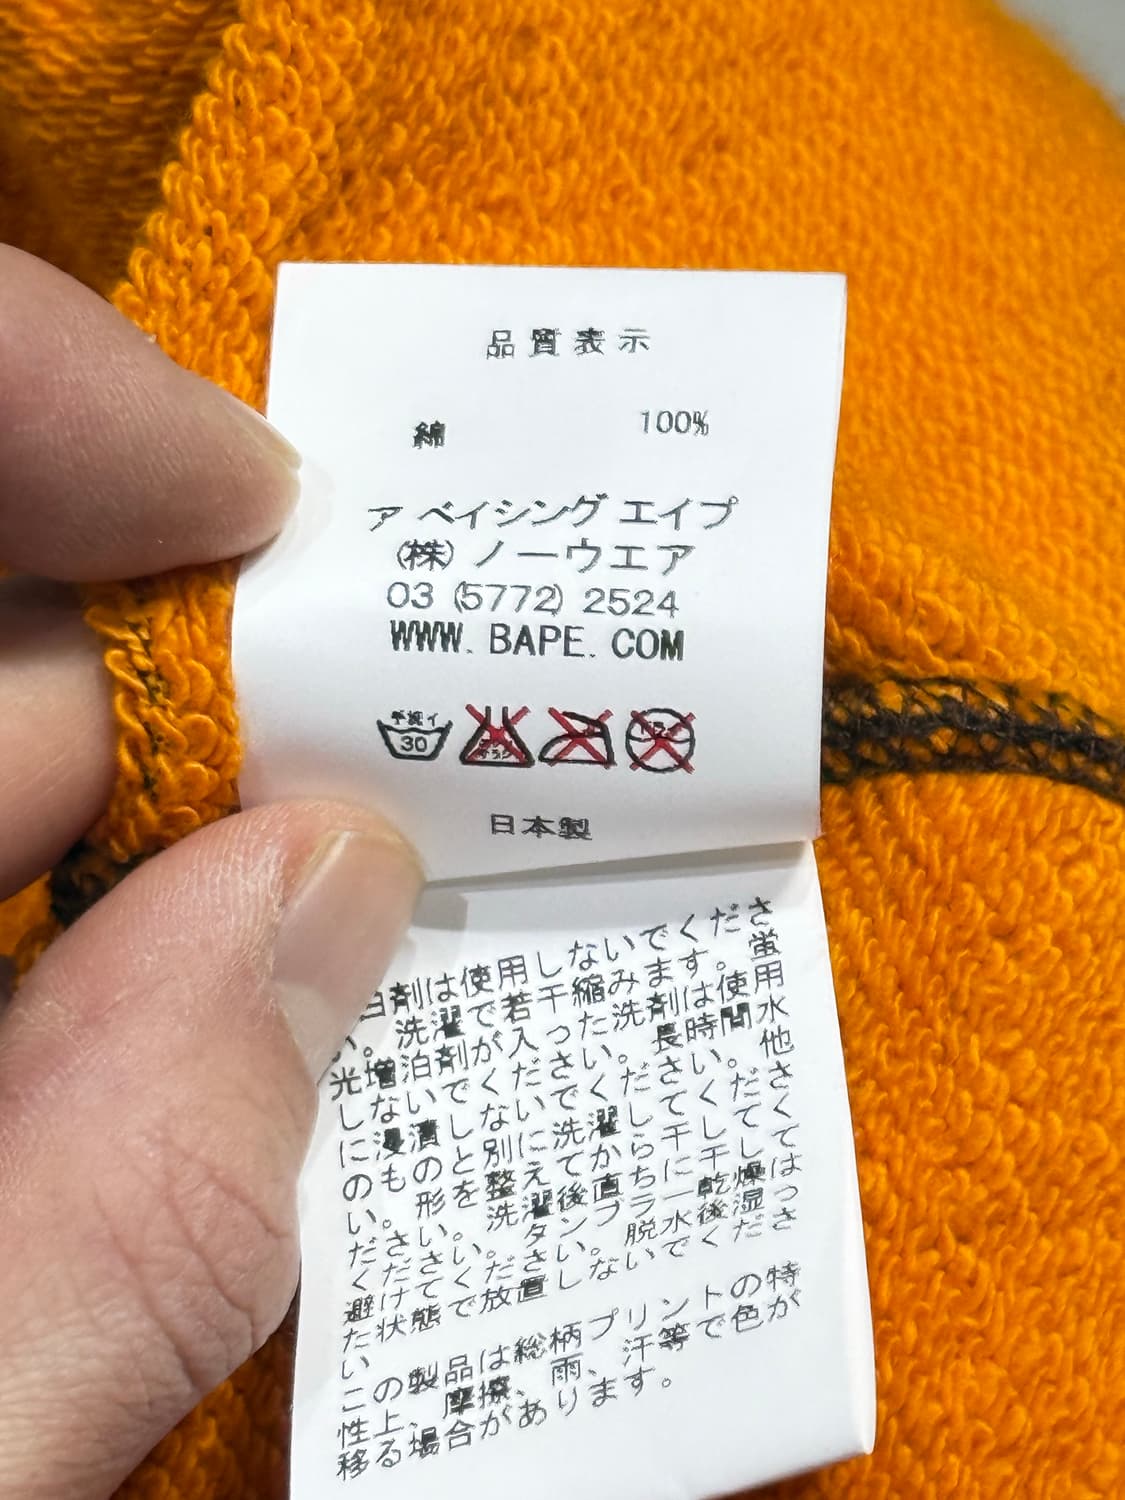 品質表示
綿 100%
ア ベイシング エイプ
(株) ノーウエア
03 (5772) 2524
WWW. BAPE. COM
手洗イ
30
日本製
白剤は使用しないでくださ
い。洗濯で若干縮みます。蛍
光増泊剤が入った洗剤は使用
しないでください。長時間水
に浸漬しないでください。他
のものと別に洗濯してくださ
い。形を整えてから干してく
ださい。洗濯後直ちに干して
ください。タンブラー乾燥は
避けてください。脱水後湿っ
た状態で放置しないでくださ
い。
この製品は総柄プリントの特
性上、摩擦、雨、汗等で色が
移る場合があります。